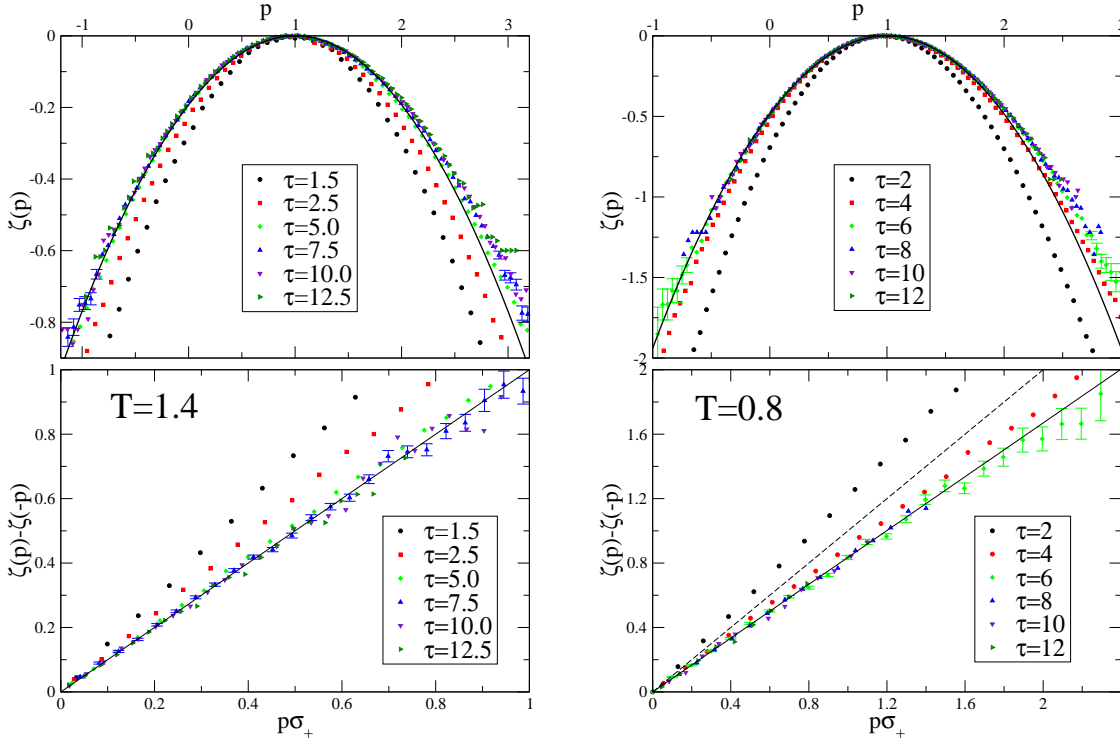 p
-1 0 1 2 3
0
-0.2
-0.4
-0.6
-0.8
ζ(p)
τ=1.5
τ=2.5
τ=5.0
τ=7.5
τ=10.0
τ=12.5
p
-1 0 1 2 3
0
-0.5
-1
-1.5
-2
ζ(p)
τ=2
τ=4
τ=6
τ=8
τ=10
τ=12
T=1.4
1
0.8
0.6
0.4
0.2
0
ζ(p)-ζ(-p)
τ=1.5
τ=2.5
τ=5.0
τ=7.5
τ=10.0
τ=12.5
0 0.2 0.4 0.6 0.8 1
pσ+
T=0.8
2
1.6
1.2
0.8
0.4
0
ζ(p)-ζ(-p)
τ=2
τ=4
τ=6
τ=8
τ=10
τ=12
0 0.4 0.8 1.2 1.6 2
pσ+